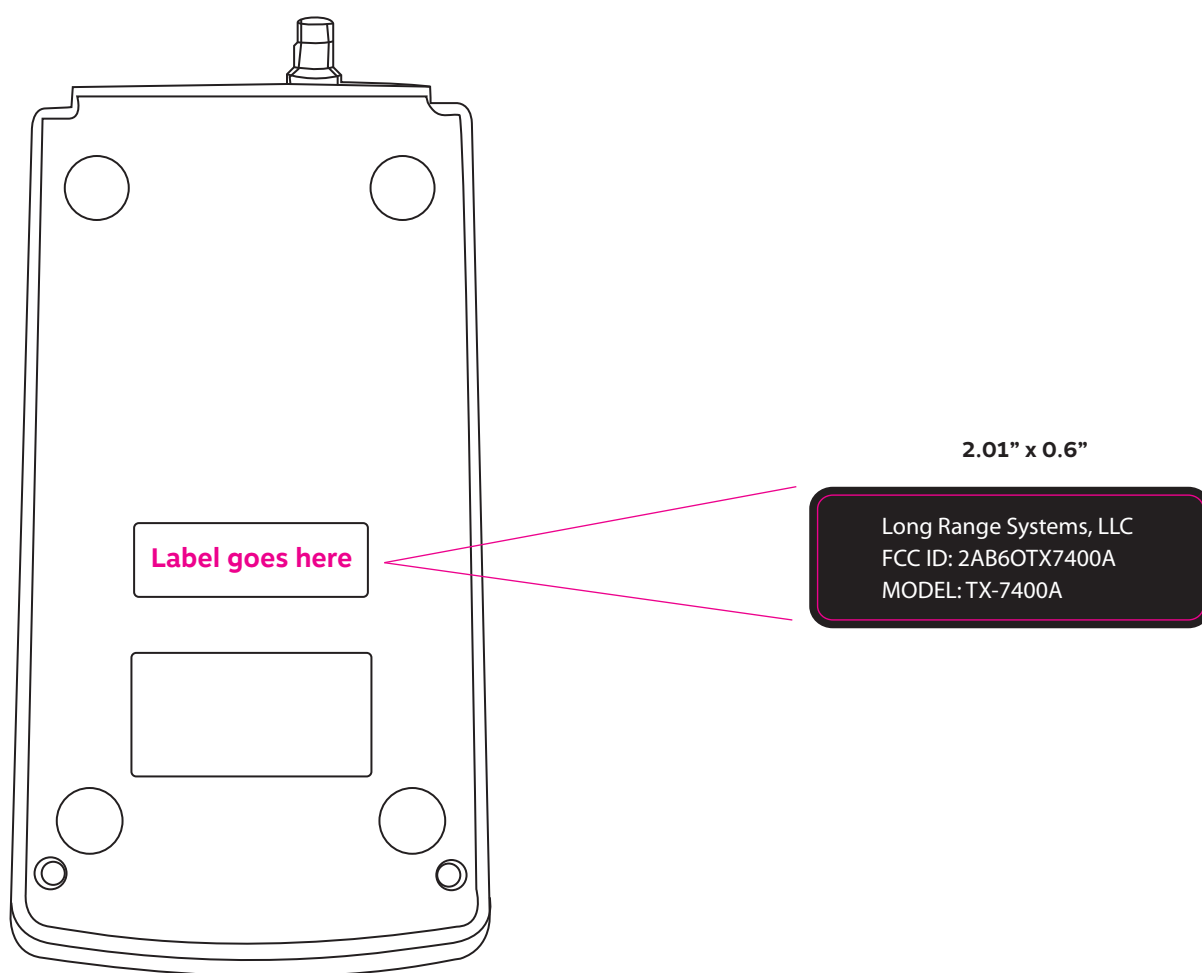 2.01” x 0.6”
Label goes here
Long Range Systems, LLC
FCC ID: 2AB6OTX7400A
MODEL: TX-7400A